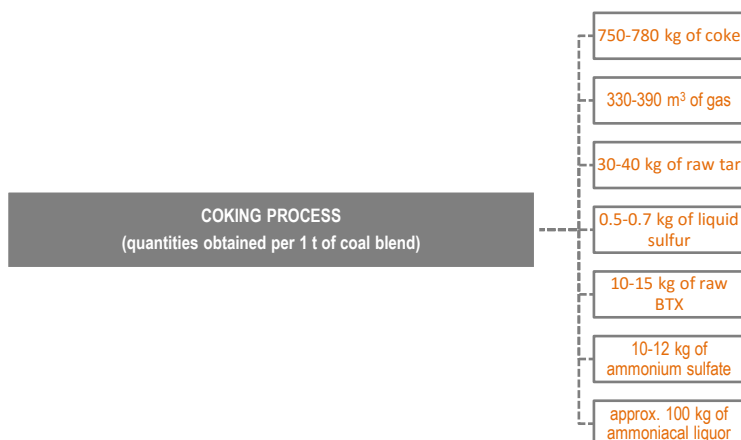 750-780 kg of coke
330-390 m³ of gas
30-40 kg of raw tar
COKING PROCESS
(quantities obtained per 1 t of coal blend)
0.5-0.7 kg of liquid
sulfur
10-15 kg of raw
BTX
10-12 kg of
ammonium sulfate
approx. 100 kg of
ammoniacal liquor